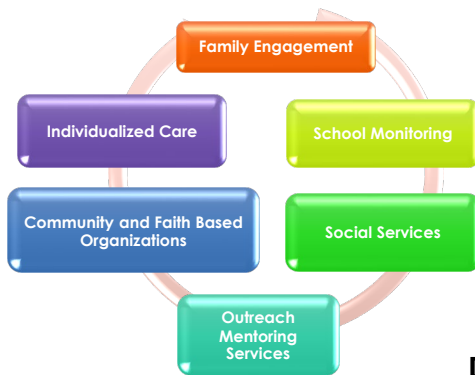 Family Engagement
School Monitoring
Social Services
Outreach
Mentoring
Services
Community and Faith Based
Organizations
Individualized Care